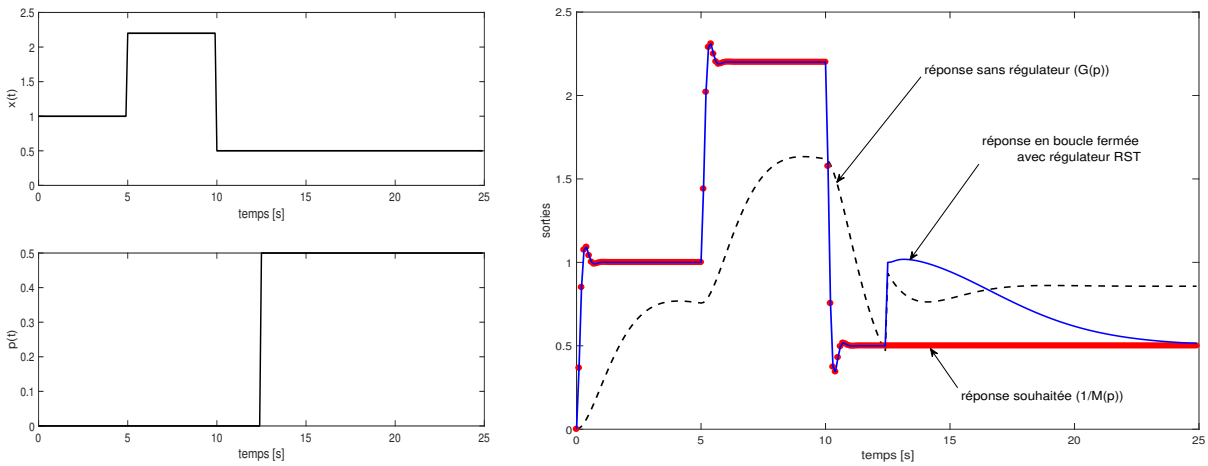 2.5
2
1.5
1
0.5
0
x(t)
0 5 10 15 20 25
temps [s]
0.5
0.4
0.3
0.2
0.1
0
p(t)
0 5 10 15 20 25
temps [s]
2.5
2
1.5
1
0.5
0
sorties
réponse sans régulateur (G(p))
réponse en boucle fermée
avec régulateur RST
réponse souhaitée (1/M(p))
0 5 10 15 20 25
temps [s]